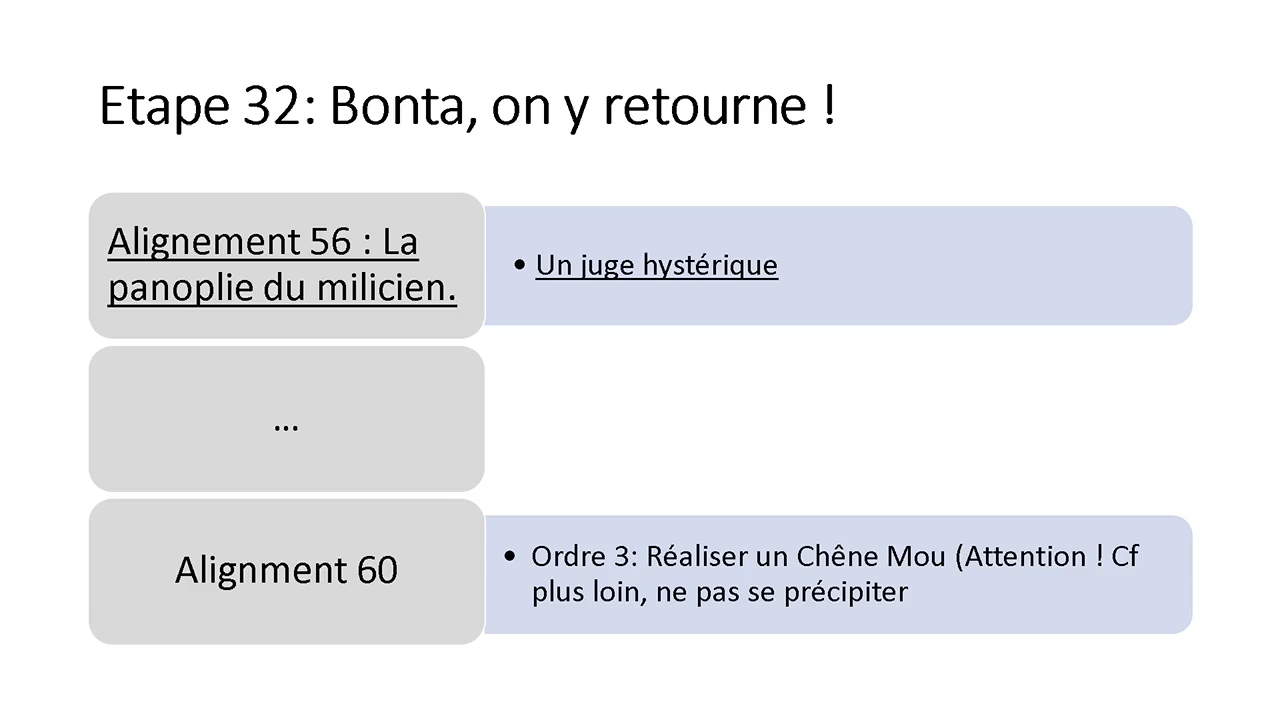 Etape 32: Bonta, on y retourne !
Alignement 56 : La
panoplie du milicien.
• Un juge hystérique
...
Alignment 60
• Ordre 3: Réaliser un Chêne Mou (Attention ! Cf
plus loin, ne pas se précipiter